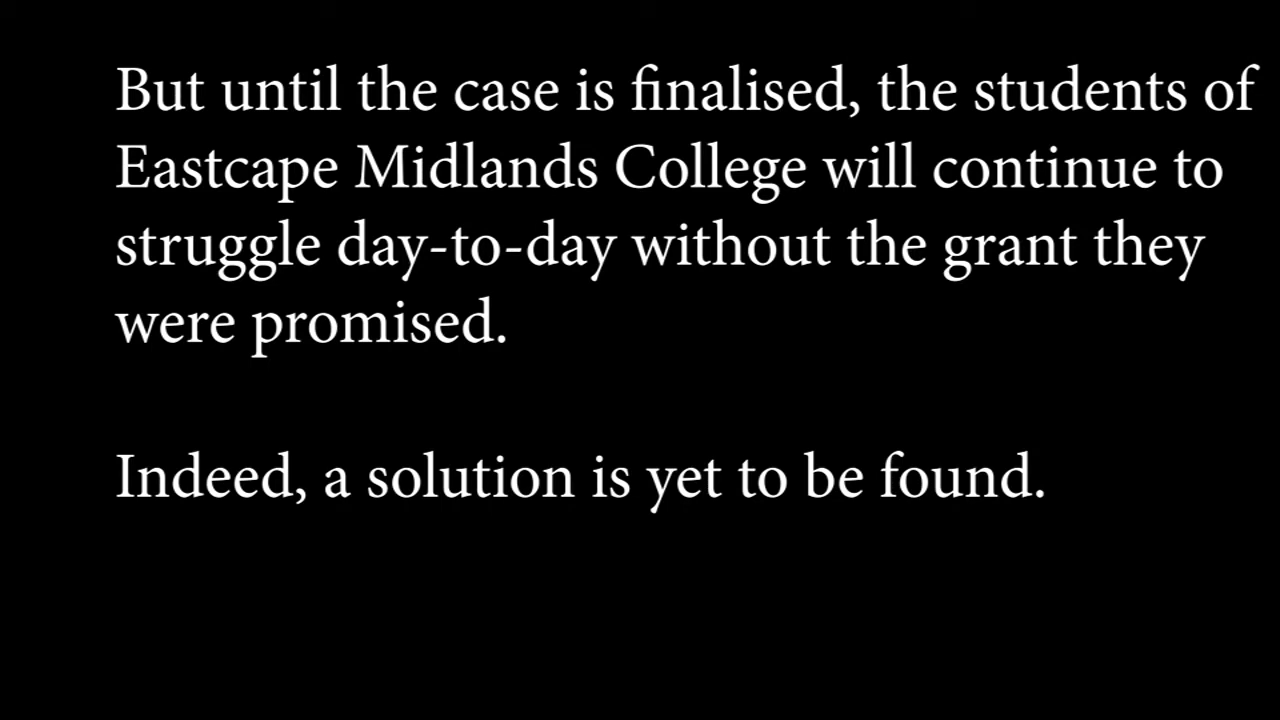 But until the case is finalised, the students of
Eastcape Midlands College will continue to
struggle day-to-day without the grant they
were promised.
Indeed, a solution is yet to be found.